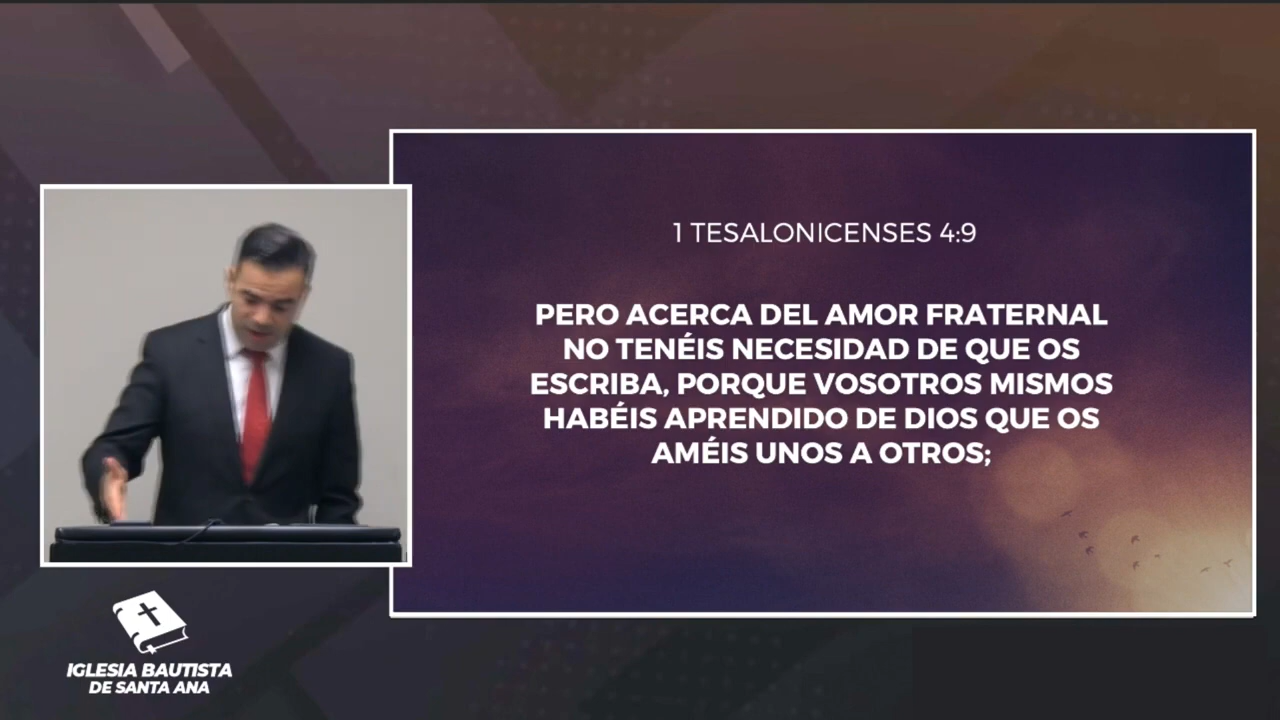 1 TESALONICENSES 4:9
PERO ACERCA DEL AMOR FRATERNAL
NO TENÉIS NECESIDAD DE QUE OS
ESCRIBA, PORQUE VOSOTROS MISMOS
HABÉIS APRENDIDO DE DIOS QUE OS
AMÉIS UNOS A OTROS;
IGLESIA BAUTISTA
DE SANTA ANA